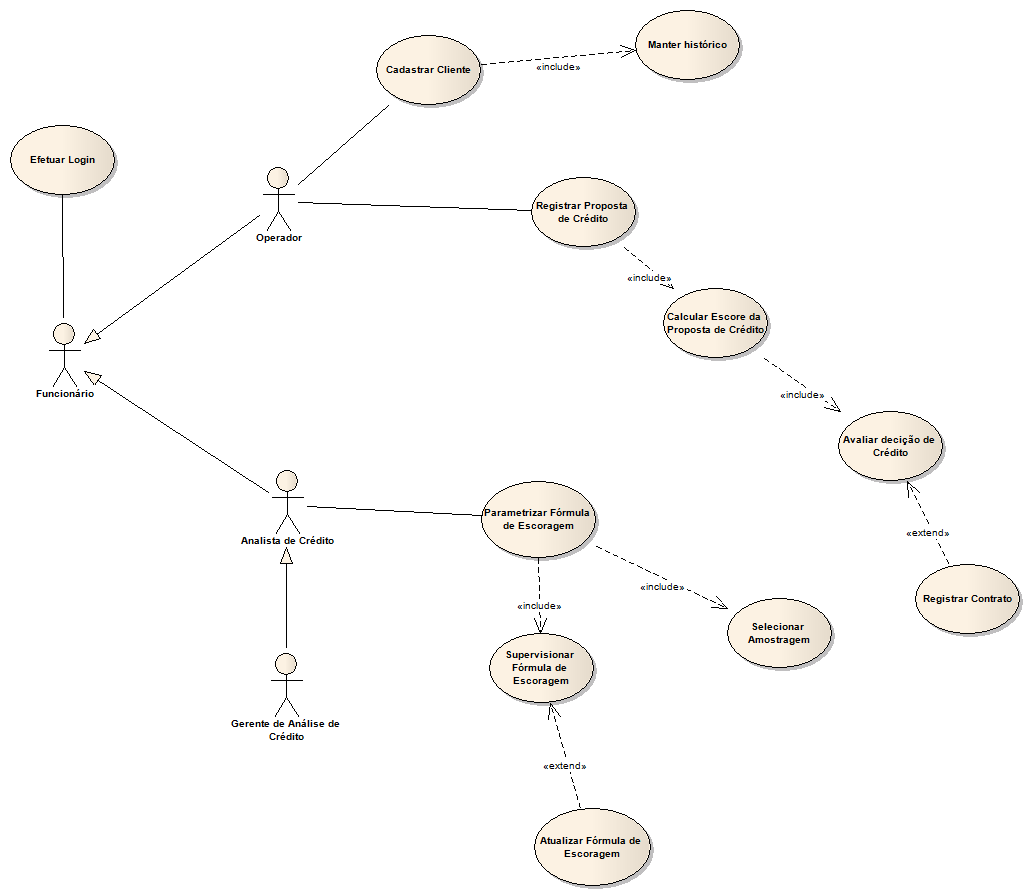 Manter histórico
Cadastrar Cliente
«include»
Efetuar Login
Registrar Proposta
de Crédito
Operador
«include»
Calcular Escore da
Proposta de Crédito
Funcionário
«include»
Avaliar decição de
Crédito
Parametrizar Fórmula
de Escoragem
Analista de Crédito
«extend»
«include»
«include»
Registrar Contrato
Selecionar
Amostragem
Supervisionar
Fórmula de
Escoragem
Gerente de Análise de
Crédito
«extend»
Atualizar Fórmula de
Escoragem